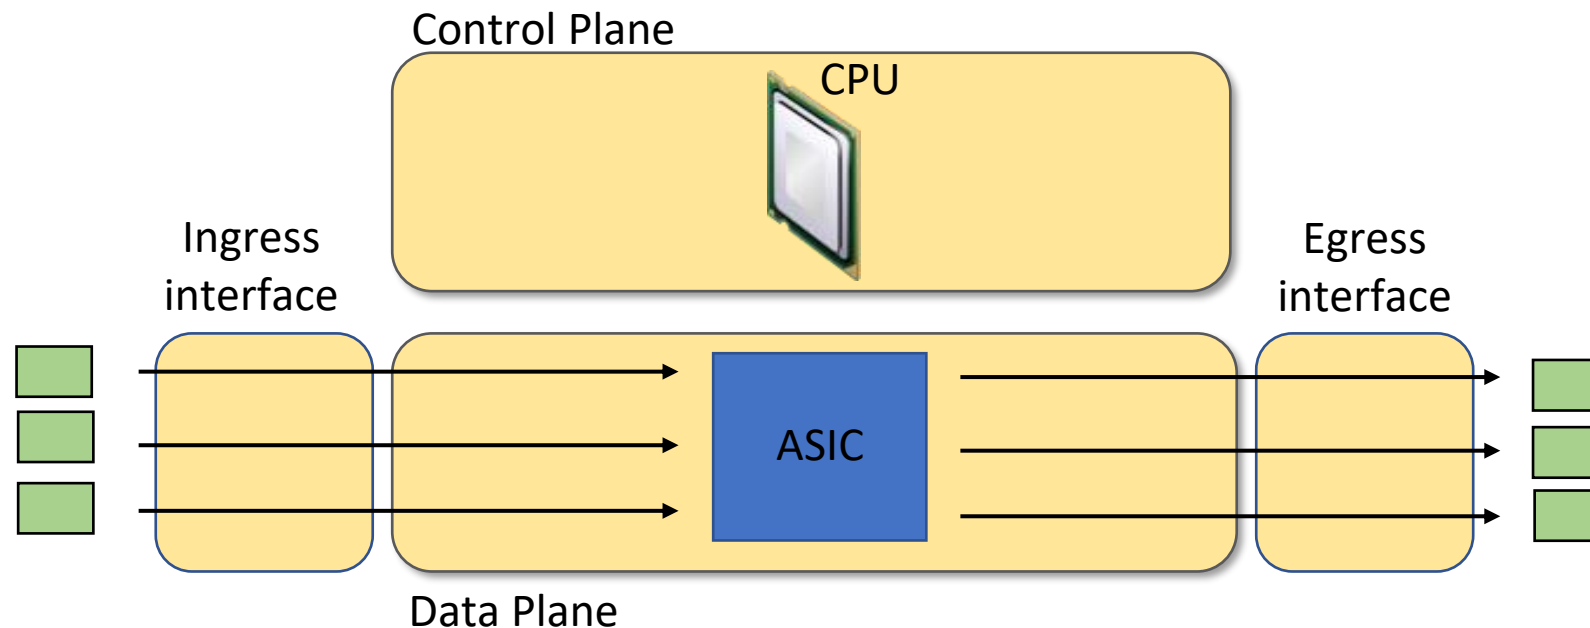 Control Plane
CPU
Ingress
interface
Egress
interface
ASIC
Data Plane